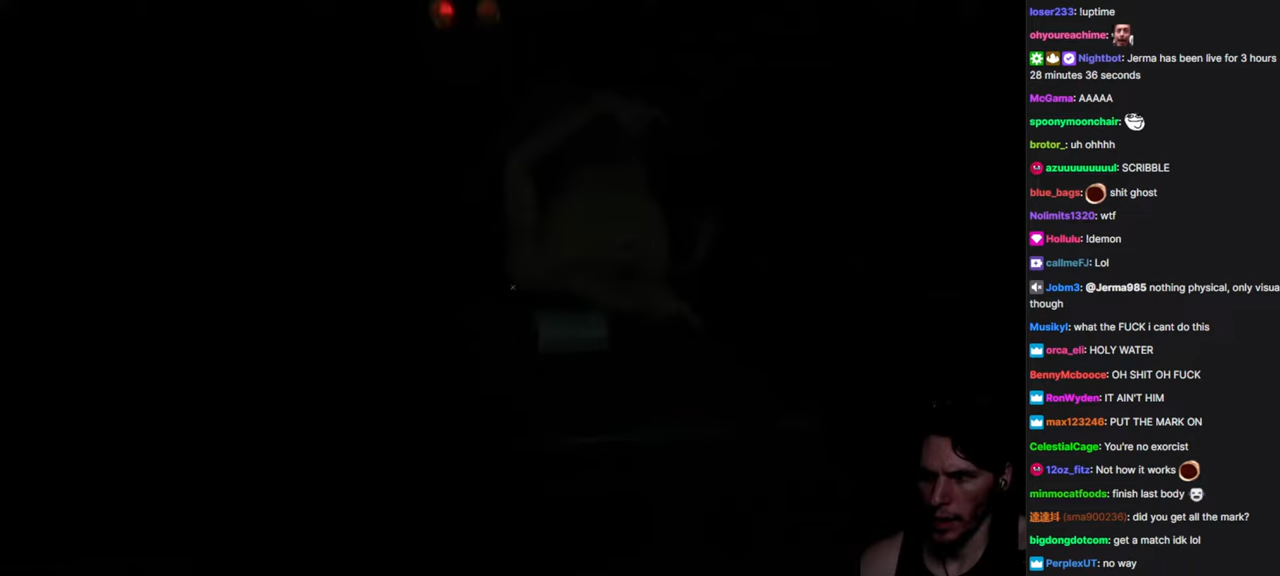 loser233: !uptime
ohyoureachime:
Nightbot: Jerma has been live for 3 hours
28 minutes 36 seconds
McGama: AAAAA
spoonymoonchair:
brotor_: uh ohhhh
azuuuuuuuuul: SCRIBBLE
blue_bags: shit ghost
Nolimits1320: wtf
Hollulu: !demon
callmeFJ: Lol
Jobm3: @Jerma985 nothing physical, only visua
though
Musikyl: what the FUCK i cant do this
orca_eli: HOLY WATER
BennyMcbooce: OH SHIT OH FUCK
RonWyden: IT AIN'T HIM
max123246: PUT THE MARK ON
CelestialCage: You're no exorcist
12oz_fitz: Not how it works
minmocatfoods: finish last body
達達抖 (sma900236): did you get all the mark?
bigdongdotcom: get a match idk lol
PerplexUT: no way